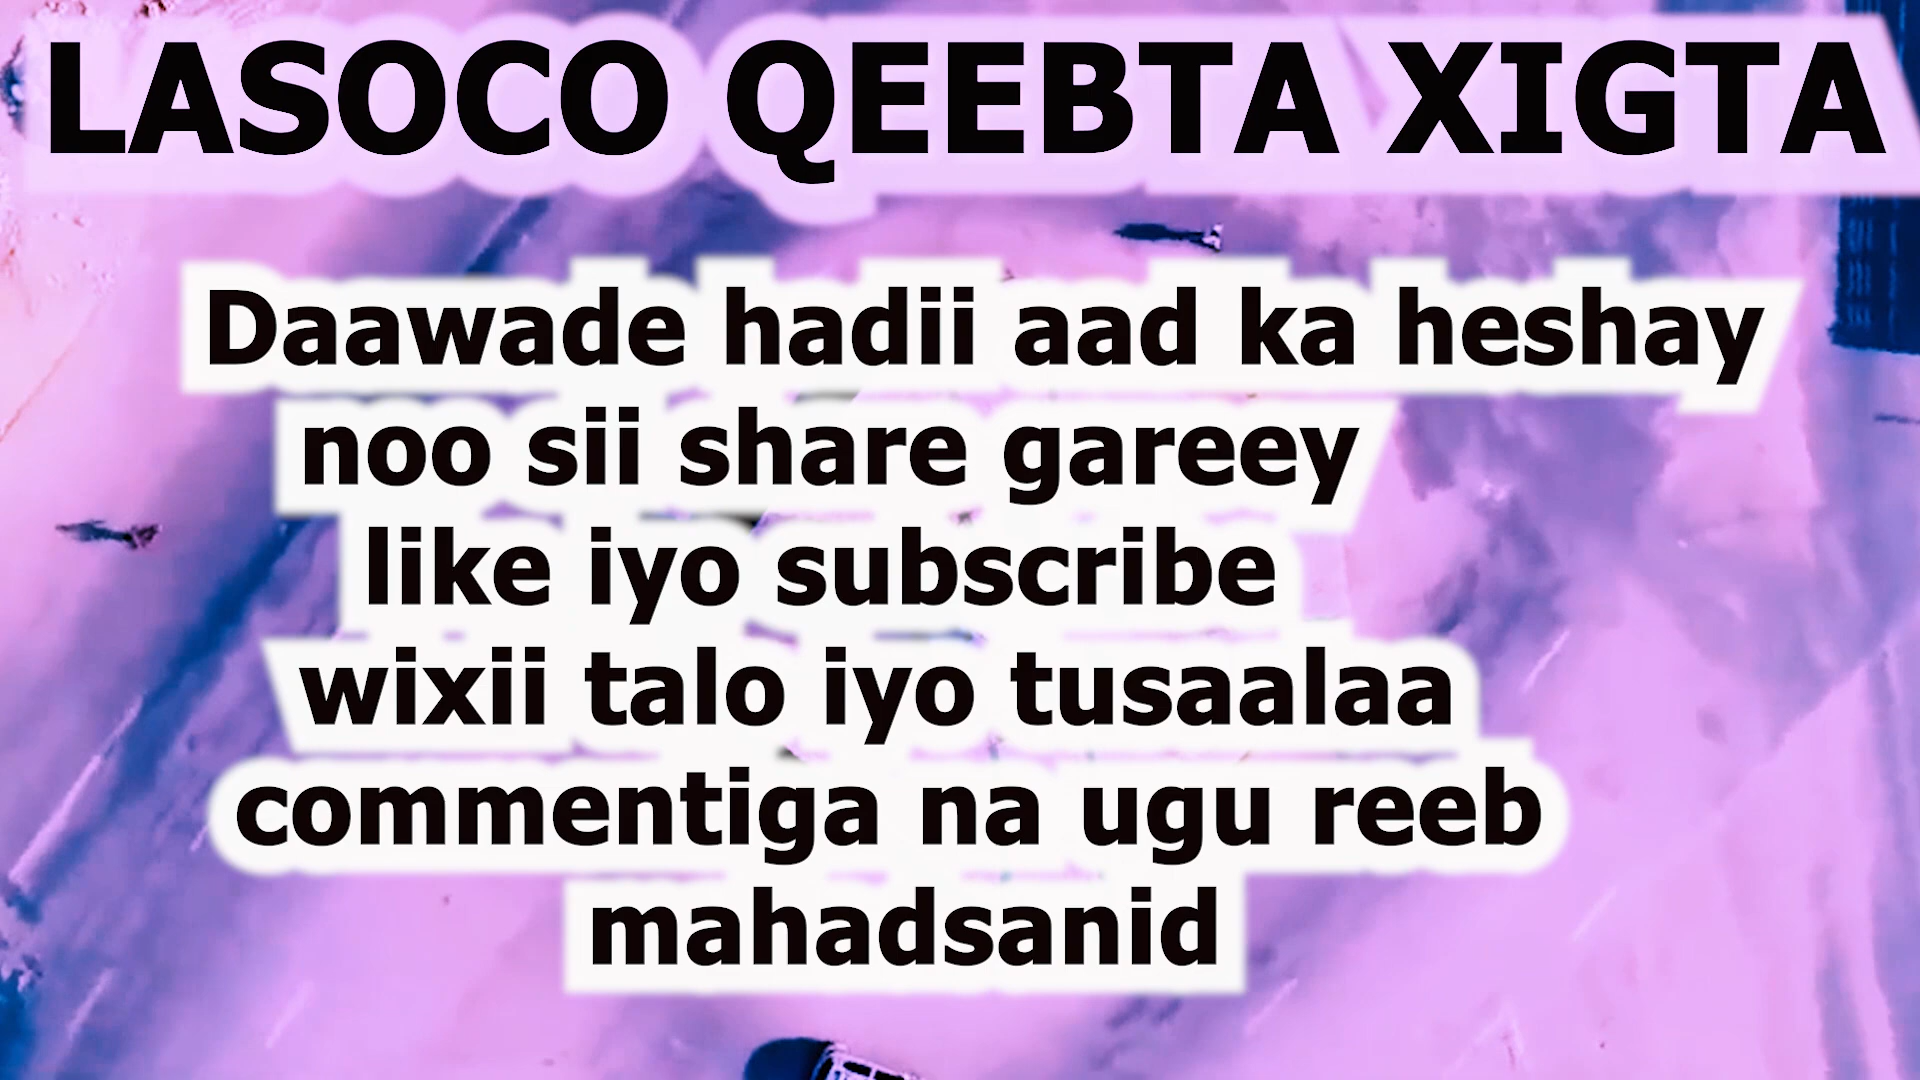 LASOCO QEEBTA XIGTA
Daawade hadii aad ka heshay
noo sii share gareey
like iyo subscribe
wixii talo iyo tusaalaa
commentiga na ugu reeb
mahadsanid